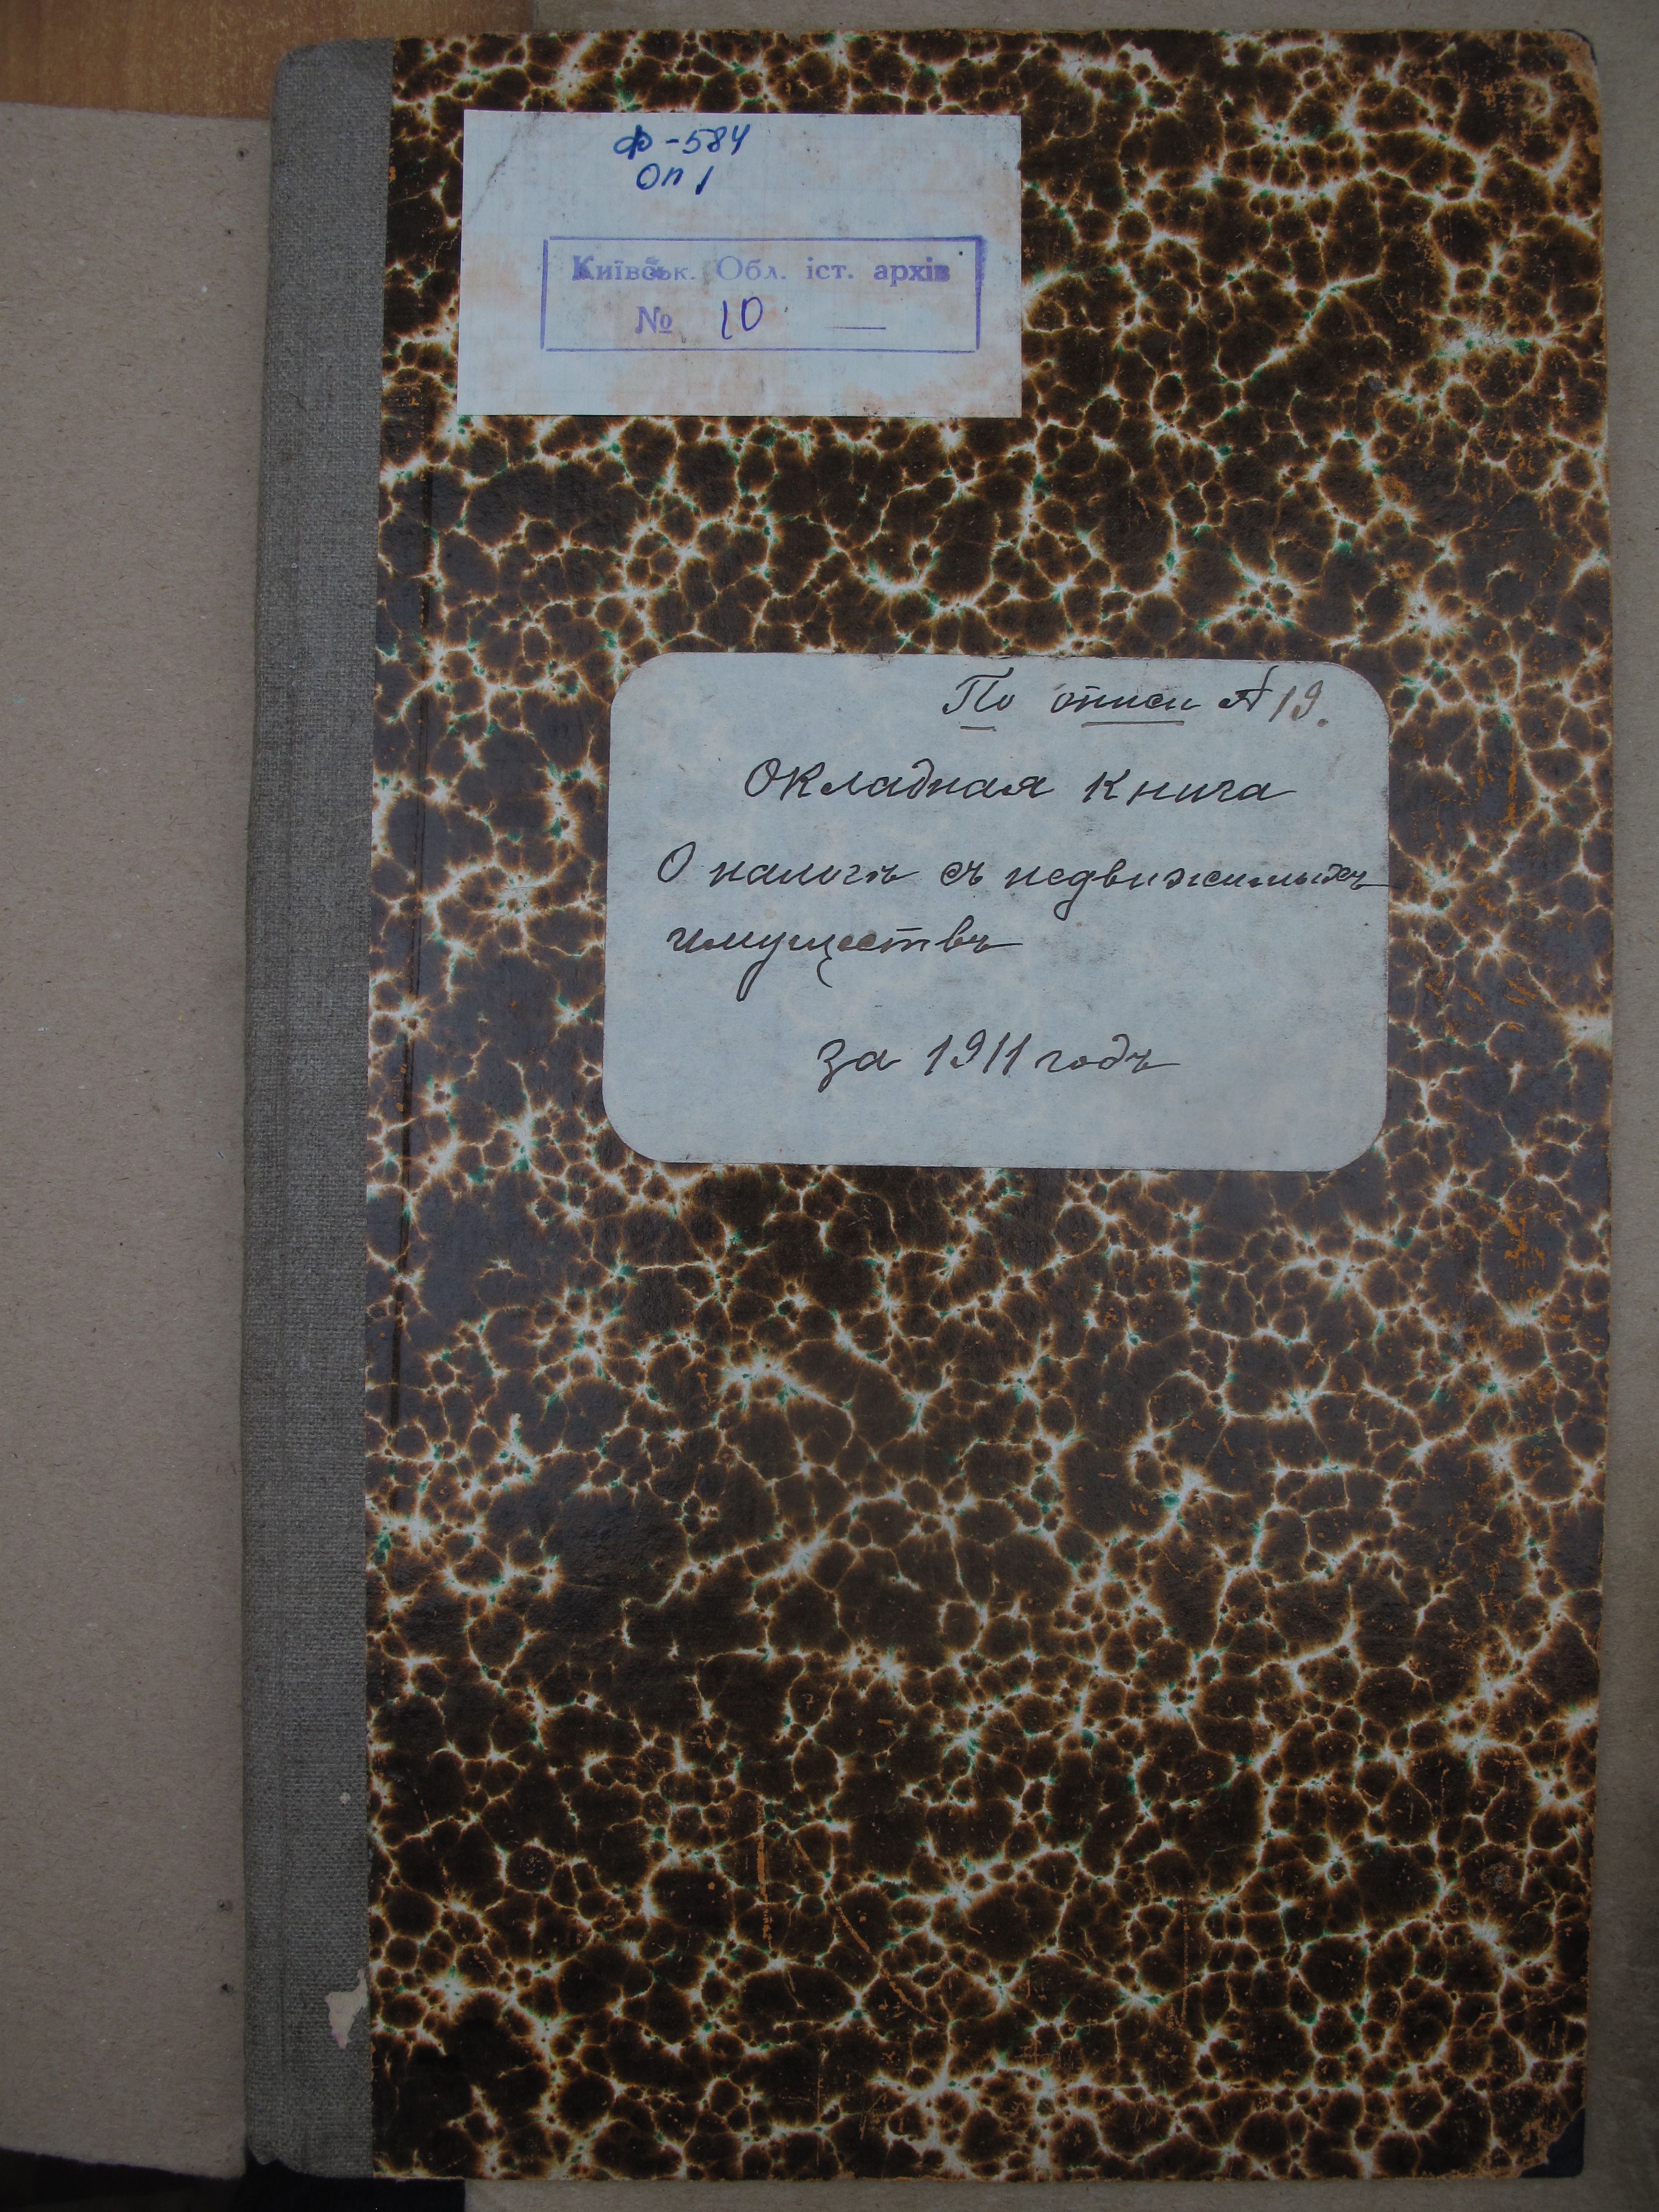 Ф-584
Оп 1
Київськ. Обл. іст. архів
№ 10 —
По описи № 19.
Окладная книга
О налогѣ съ недвижимыхъ
имуществъ
за 1911 годъ